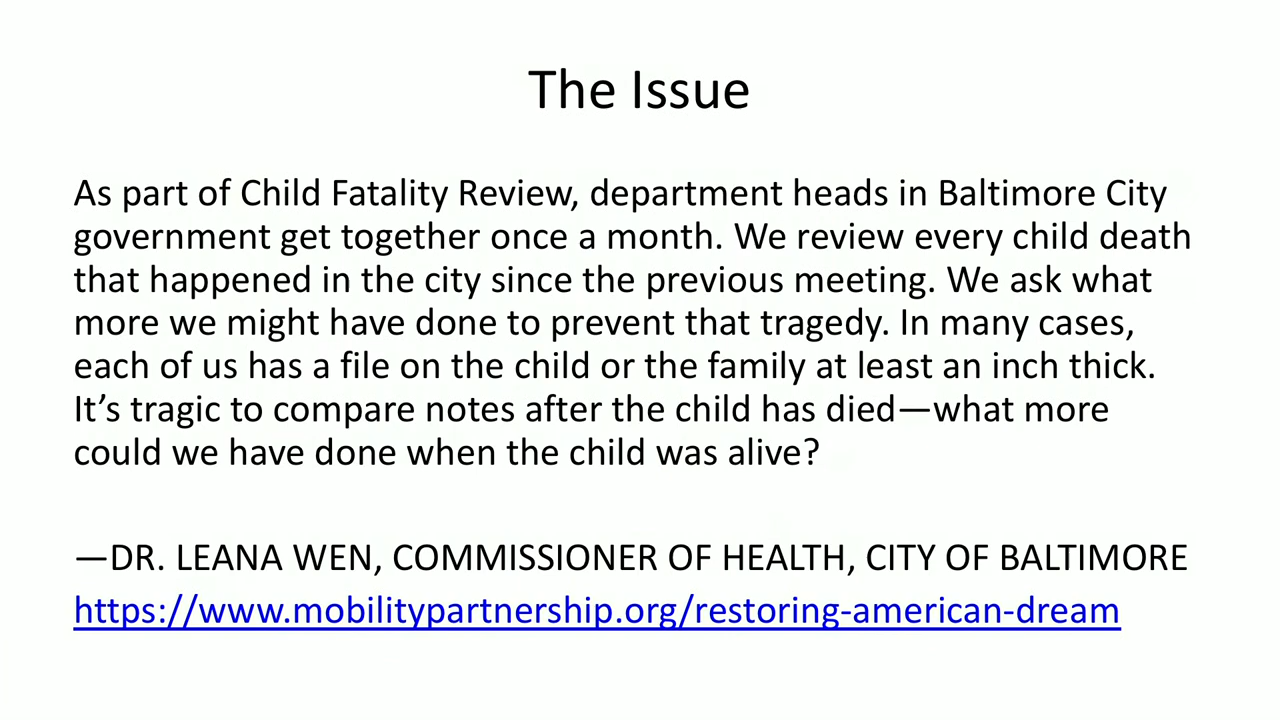 The Issue
As part of Child Fatality Review, department heads in Baltimore City
government get together once a month. We review every child death
that happened in the city since the previous meeting. We ask what
more we might have done to prevent that tragedy. In many cases,
each of us has a file on the child or the family at least an inch thick.
It’s tragic to compare notes after the child has died—what more
could we have done when the child was alive?
—DR. LEANA WEN, COMMISSIONER OF HEALTH, CITY OF BALTIMORE
https://www.mobilitypartnership.org/restoring-american-dream